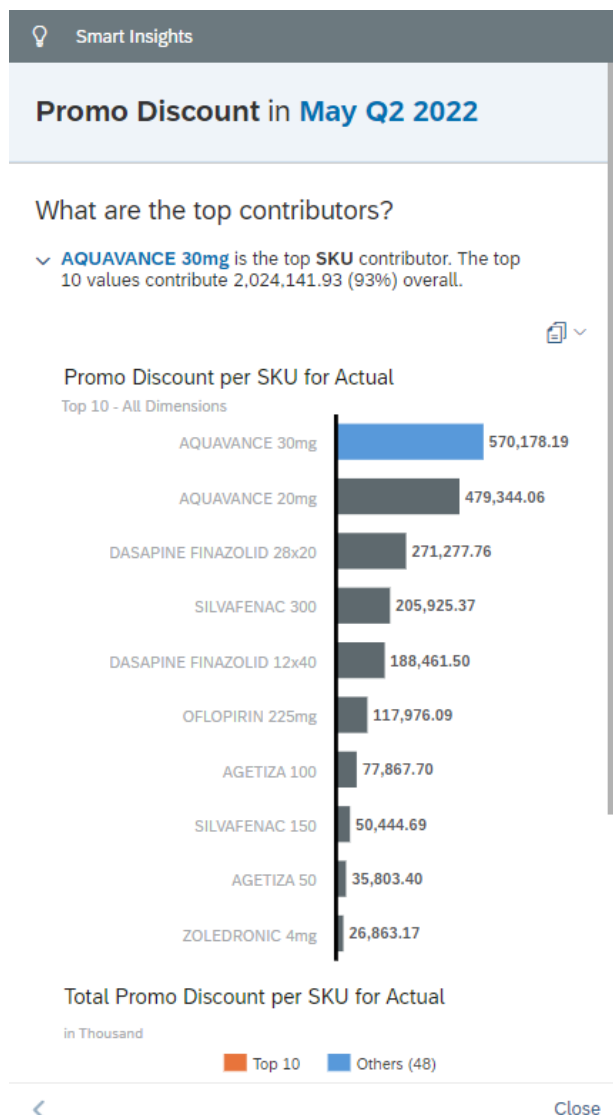 Smart Insights
Promo Discount in May Q2 2022
What are the top contributors?
AQUAVANCE 30mg is the top SKU contributor. The top
10 values contribute 2,024,141.93 (93%) overall.
Promo Discount per SKU for Actual
Top 10 - All Dimensions
AQUAVANCE 30mg 570,178.19
AQUAVANCE 20mg 479,344.06
DASAPINE FINAZOLID 28x20 271,277.76
SILVAFENAC 300 205,925.37
DASAPINE FINAZOLID 12x40 188,461.50
OFLOPIRIN 225mg 117,976.09
AGETIZA 100 77,867.70
SILVAFENAC 150 50,444.69
AGETIZA 50 35,803.40
ZOLEDRONIC 4mg 26,863.17
Total Promo Discount per SKU for Actual
in Thousand
Top 10 Others (48)
Close